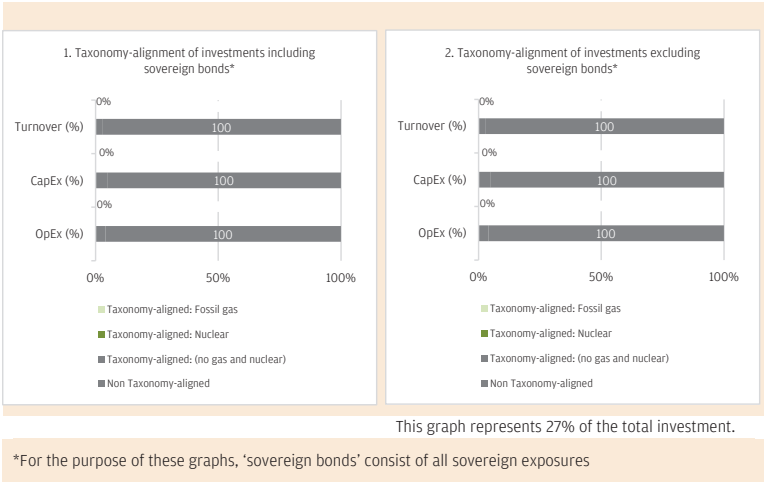 1. Taxonomy-alignment of investments including
sovereign bonds*
0%
Turnover (%)
100
0%
CapEx (%)
100
0%
OpEx (%)
100
0%
50%
100%
Taxonomy-aligned: Fossil gas
Taxonomy-aligned: Nuclear
Taxonomy-aligned: (no gas and nuclear)
Non Taxonomy-aligned
2. Taxonomy-alignment of investments excluding
sovereign bonds*
0%
Turnover (%)
100
0%
CapEx (%)
100
0%
OpEx (%)
100
0%
50%
100%
Taxonomy-aligned: Fossil gas
Taxonomy-aligned: Nuclear
Taxonomy-aligned: (no gas and nuclear)
Non Taxonomy-aligned
This graph represents 27% of the total investment.
*For the purpose of these graphs, ‘sovereign bonds’ consist of all sovereign exposures